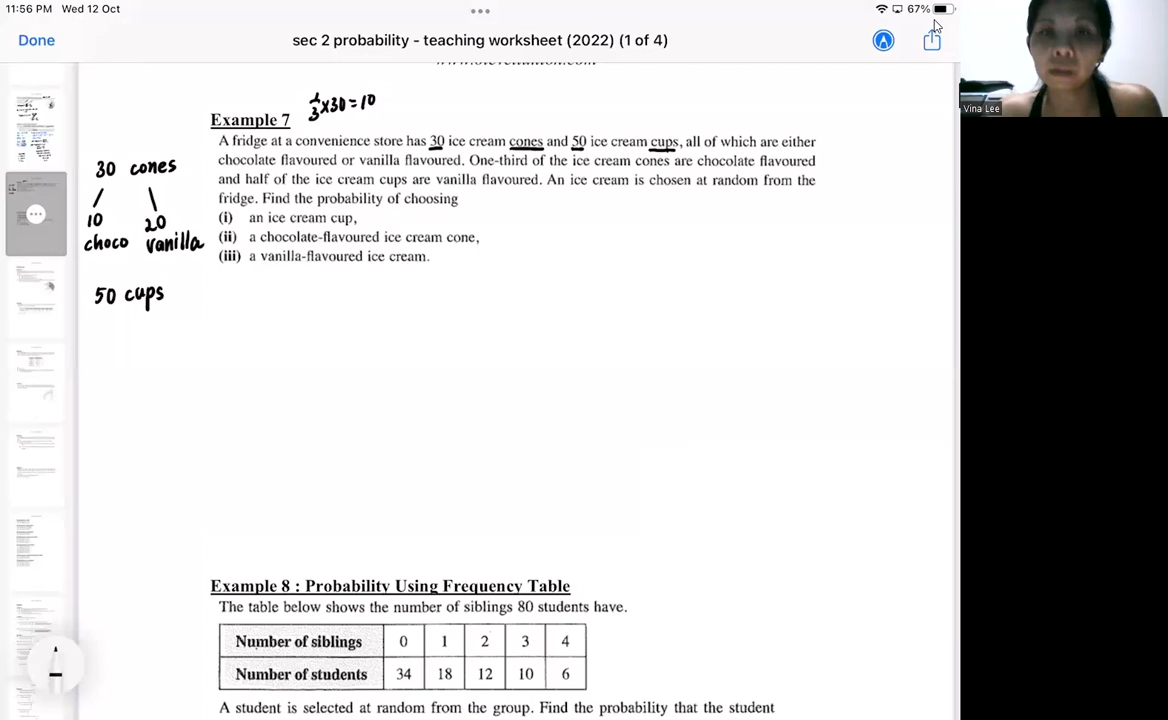 11:56 PM Wed 12 Oct
67%
Done
sec 2 probability - teaching worksheet (2022) (1 of 4)
Vina Lee
1/3 x 30 = 10
Example 7
A fridge at a convenience store has 30 ice cream cones and 50 ice cream cups, all of which are either
chocolate flavoured or vanilla flavoured. One-third of the ice cream cones are chocolate flavoured
and half of the ice cream cups are vanilla flavoured. An ice cream is chosen at random from the
fridge. Find the probability of choosing
(i) an ice cream cup,
(ii) a chocolate-flavoured ice cream cone,
(iii) a vanilla-flavoured ice cream.
30 cones
10 20
choco vanilla
50 cups
Example 8 : Probability Using Frequency Table
The table below shows the number of siblings 80 students have.
Number of siblings 0 1 2 3 4
Number of students 34 18 12 10 6
A student is selected at random from the group. Find the probability that the student